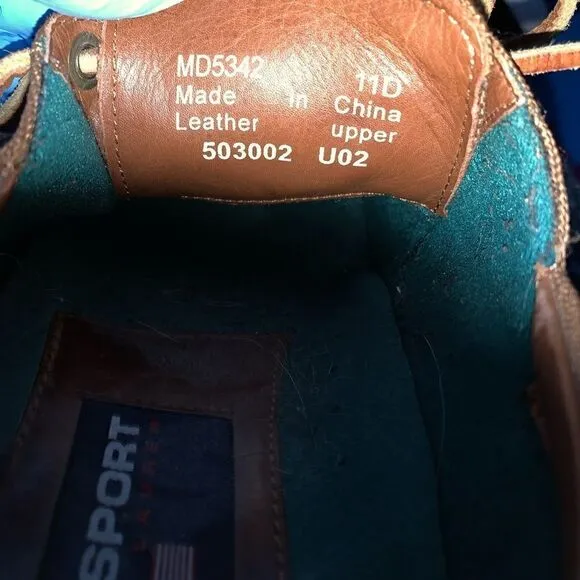 MD5342 11D
Made in China
Leather upper
503002 U02
SPORT